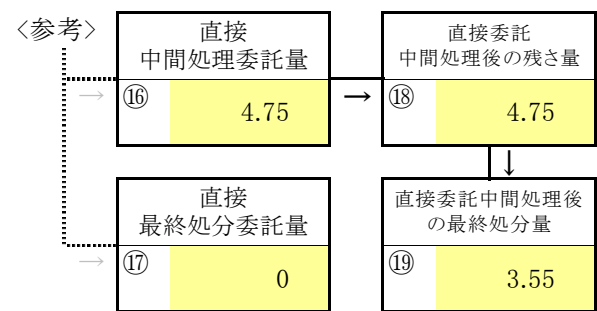 〈参考〉
直接
中間処理委託量
→
⑯
4.75
→
直接委託
中間処理後の残さ量
⑱
4.75
↓
直接
最終処分委託量
→
⑰
0
直接委託中間処理後
の最終処分量
⑲
3.55